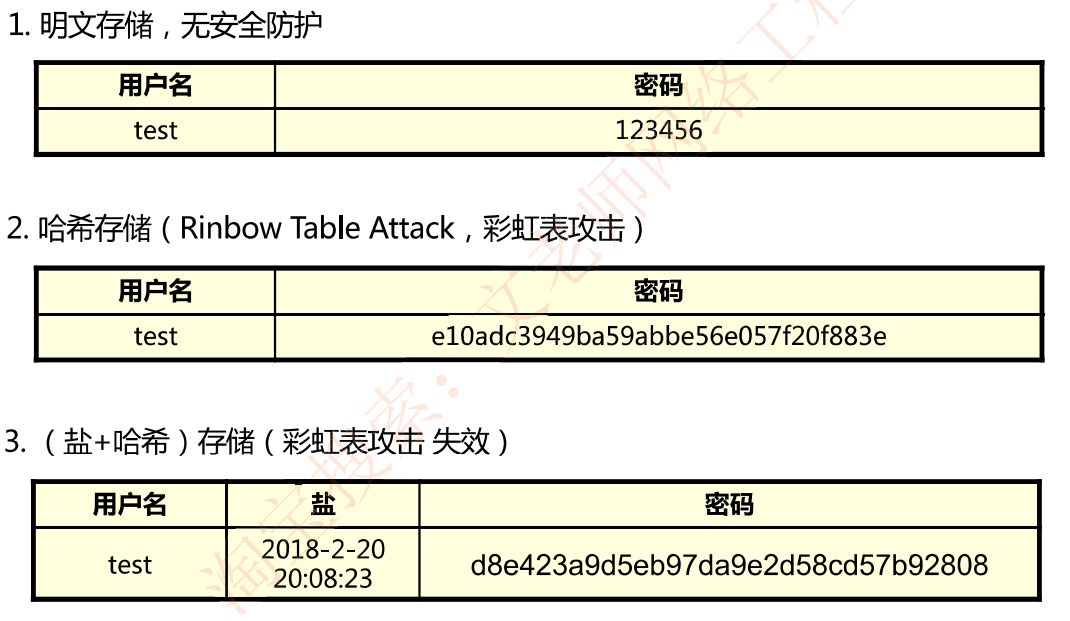 1. 明文存储，无安全防护
用户名 密码
test 123456
2. 哈希存储（Rinbow Table Attack，彩虹表攻击）
用户名 密码
test e10adc3949ba59abbe56e057f20f883e
3. （盐+哈希）存储（彩虹表攻击 失效）
用户名 盐 密码
test 2018-2-20 d8e423a9d5eb97da9e2d58cd57b92808
20:08:23
淘宝搜索：文老师网络工程